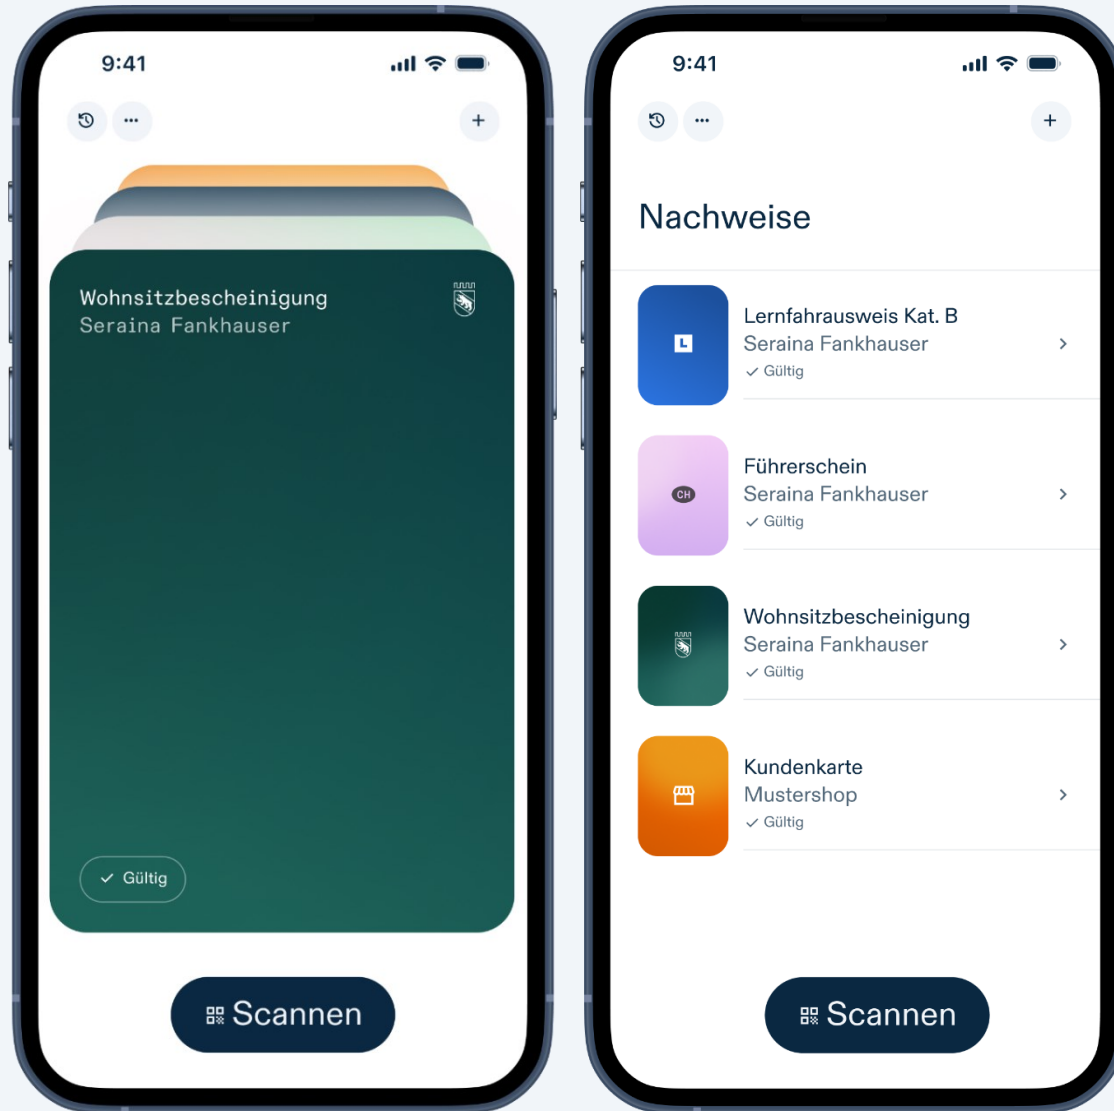 9:41
Wohnsitzbescheinigung
Seraina Fankhauser
Gültig
Scannen
9:41
Nachweise
L
Lernfahrausweis Kat. B
Seraina Fankhauser
Gültig
CH
Führerschein
Seraina Fankhauser
Gültig
Wohnsitzbescheinigung
Seraina Fankhauser
Gültig
Kundenkarte
Mustershop
Gültig
Scannen